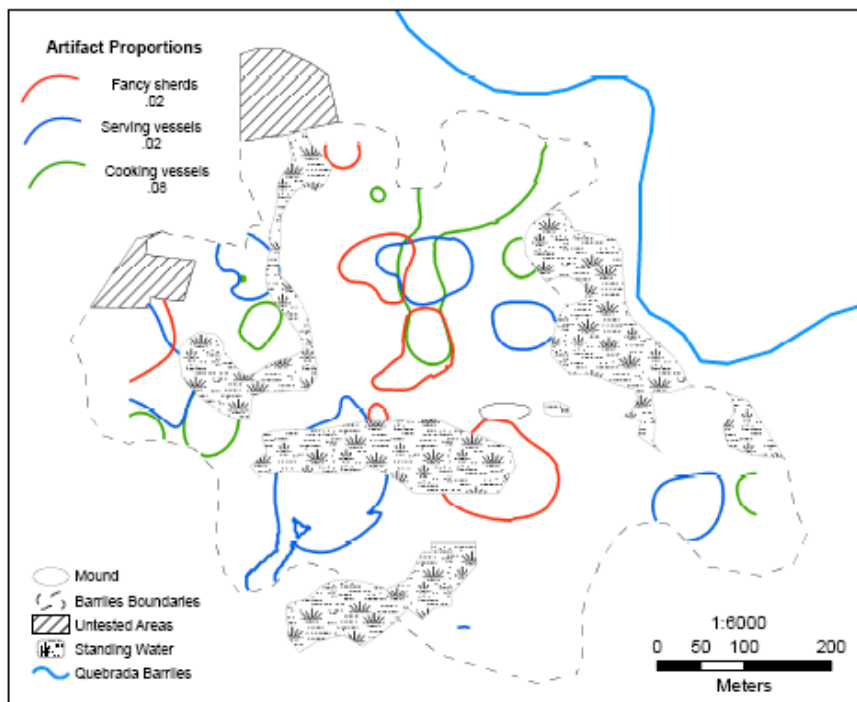 Artifact Proportions
Fancy sherds
.02
Serving vessels
.02
Cooking vessels
.08
Mound
Barriles Boundaries
Untested Areas
Standing Water
Quebrada Barriles
1:6000
0 50 100 200
Meters